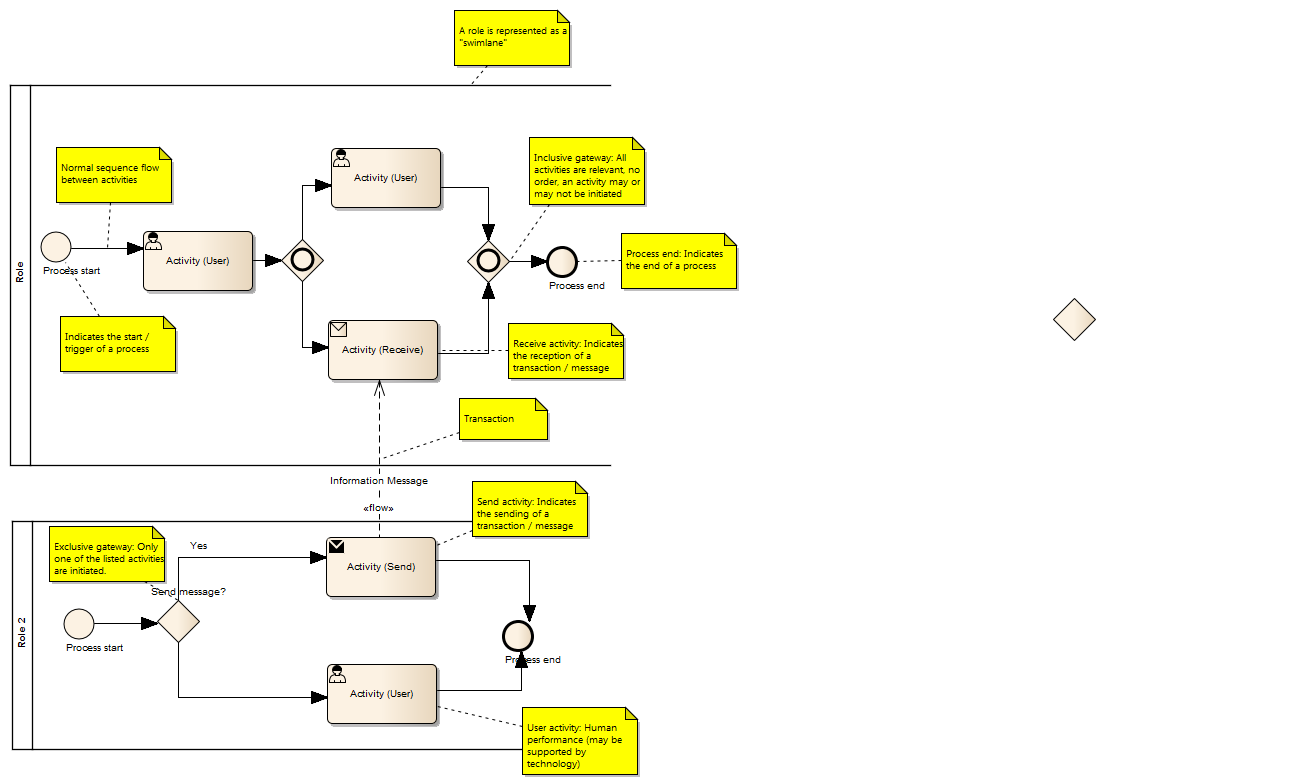 A role is represented as a
"swimlane"
Role
Normal sequence flow
between activities
Activity (User)
Inclusive gateway: All
activities are relevant, no
order, an activity may or
may not be initiated
Process start
Activity (User)
Process end: Indicates
the end of a process
Process end
Indicates the start /
trigger of a process
Activity (Receive)
Receive activity: Indicates
the reception of a
transaction / message
Transaction
Information Message
«flow»
Send activity: Indicates
the sending of a
transaction / message
Role 2
Exclusive gateway: Only
one of the listed activities
are initiated.
Yes
Activity (Send)
Send message?
Process start
Process end
Activity (User)
User activity: Human
performance (may be
supported by
technology)